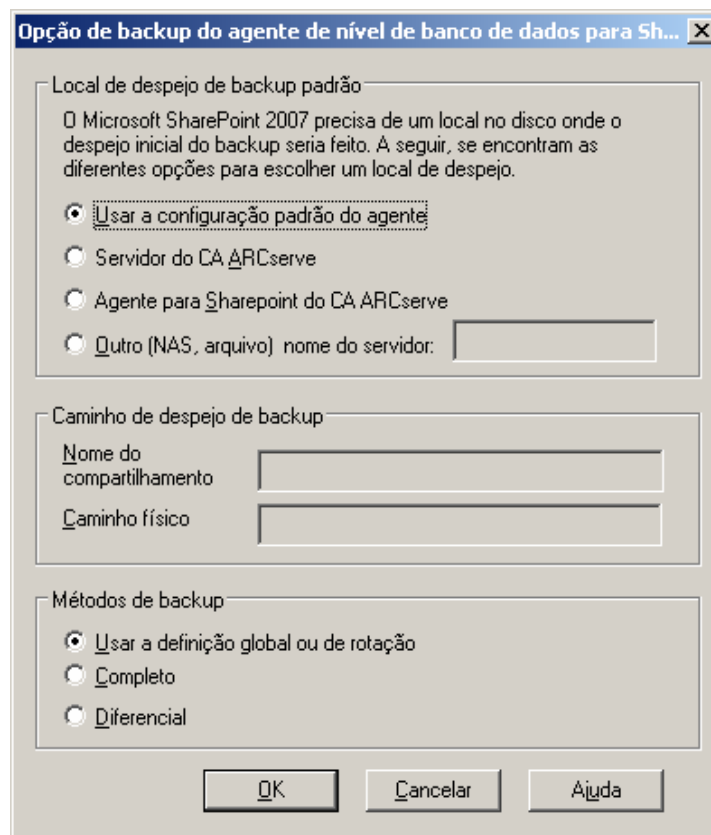 Opção de backup do agente de nível de banco de dados para Sh...
Local de despejo de backup padrão
O Microsoft SharePoint 2007 precisa de um local no disco onde o
despejo inicial do backup seria feito. A seguir, se encontram as
diferentes opções para escolher um local de despejo.
Usar a configuração padrão do agente
Servidor do CA ARCserve
Agente para Sharepoint do CA ARCserve
Outro (NAS, arquivo) nome do servidor:
Caminho de despejo de backup
Nome do
compartilhamento
Caminho físico
Métodos de backup
Usar a definição global ou de rotação
Completo
Diferencial
OK Cancelar Ajuda